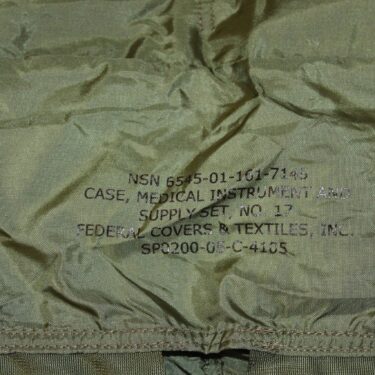 NSN 6545-01-101-7145
CASE, MEDICAL INSTRUMENT AND
SUPPLY SET, NO. 17
FEDERAL COVERS & TEXTILES, INC.
SP0200-06-C-4105